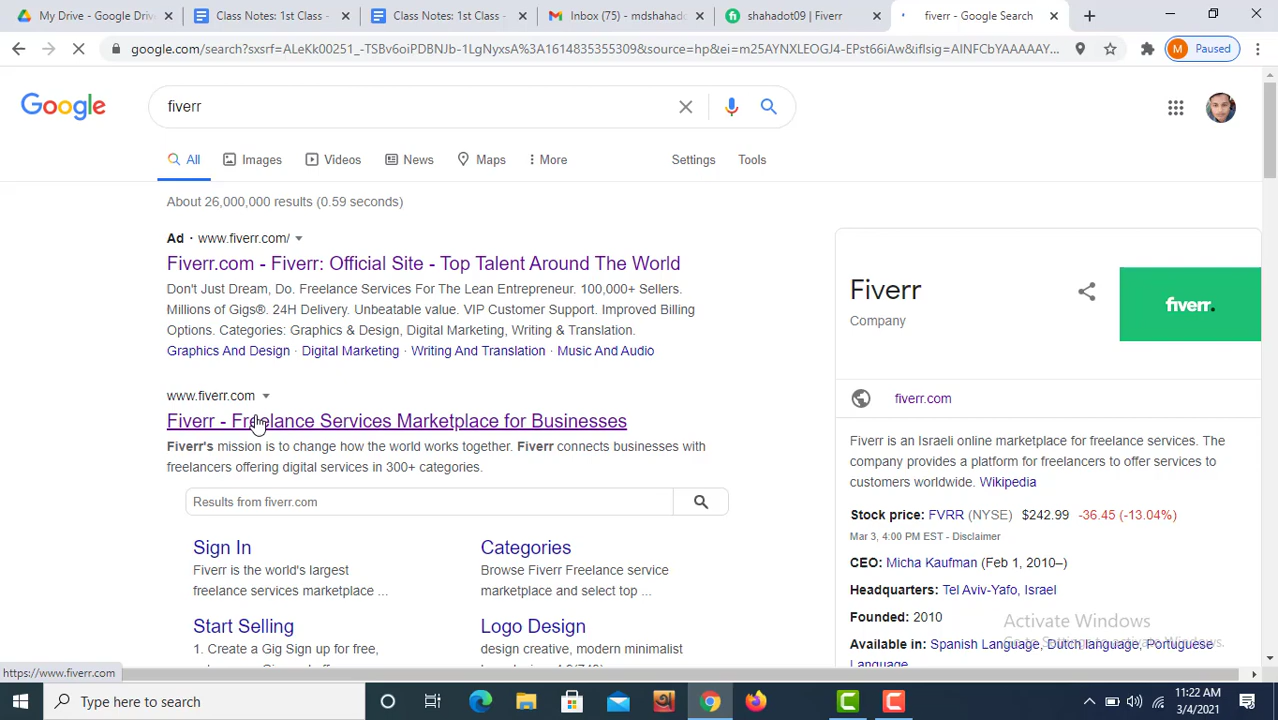 My Drive - Google Driv
Class Notes: 1st Class -
Class Notes: 1st Class -
Inbox (75) - mdshahado
shahadot09 | Fiverr
fiverr - Google Search
google.com/search?sxsrf=ALeKk00251_-TSBv6oiPDBNJb-1LgNyxsA%3A1614835355309&source=hp&ei=m25AYNXLEOGJ4-EPst66iAw&iflsig=AINFCbYAAAAAY...
M Paused
Google
fiverr
All Images Videos News Maps More Settings Tools
About 26,000,000 results (0.59 seconds)
Ad · www.fiverr.com/
Fiverr.com - Fiverr: Official Site - Top Talent Around The World
Don't Just Dream, Do. Freelance Services For The Lean Entrepreneur. 100,000+ Sellers.
Millions of Gigs®. 24H Delivery. Unbeatable value. VIP Customer Support. Improved Billing
Options. Categories: Graphics & Design, Digital Marketing, Writing & Translation.
Graphics And Design · Digital Marketing · Writing And Translation · Music And Audio
www.fiverr.com
Fiverr - Freelance Services Marketplace for Businesses
Fiverr's mission is to change how the world works together. Fiverr connects businesses with
freelancers offering digital services in 300+ categories.
Results from fiverr.com
Sign In
Fiverr is the world's largest
freelance services marketplace ...
Categories
Browse Fiverr Freelance service
marketplace and select top ...
Start Selling
1. Create a Gig Sign up for free,
Logo Design
design creative, modern minimalist
Fiverr
Company
fiverr.
fiverr.com
Fiverr is an Israeli online marketplace for freelance services. The
company provides a platform for freelancers to offer services to
customers worldwide. Wikipedia
Stock price: FVRR (NYSE) $242.99 -36.45 (-13.04%)
Mar 3, 4:00 PM EST - Disclaimer
CEO: Micha Kaufman (Feb 1, 2010–)
Headquarters: Tel Aviv-Yafo, Israel
Founded: 2010
Available in: Spanish Language, Dutch language, Portuguese
Language
Activate Windows
Go to Settings to activate Windows.
https://www.fiverr.com
Type here to search
11:22 AM
3/4/2021